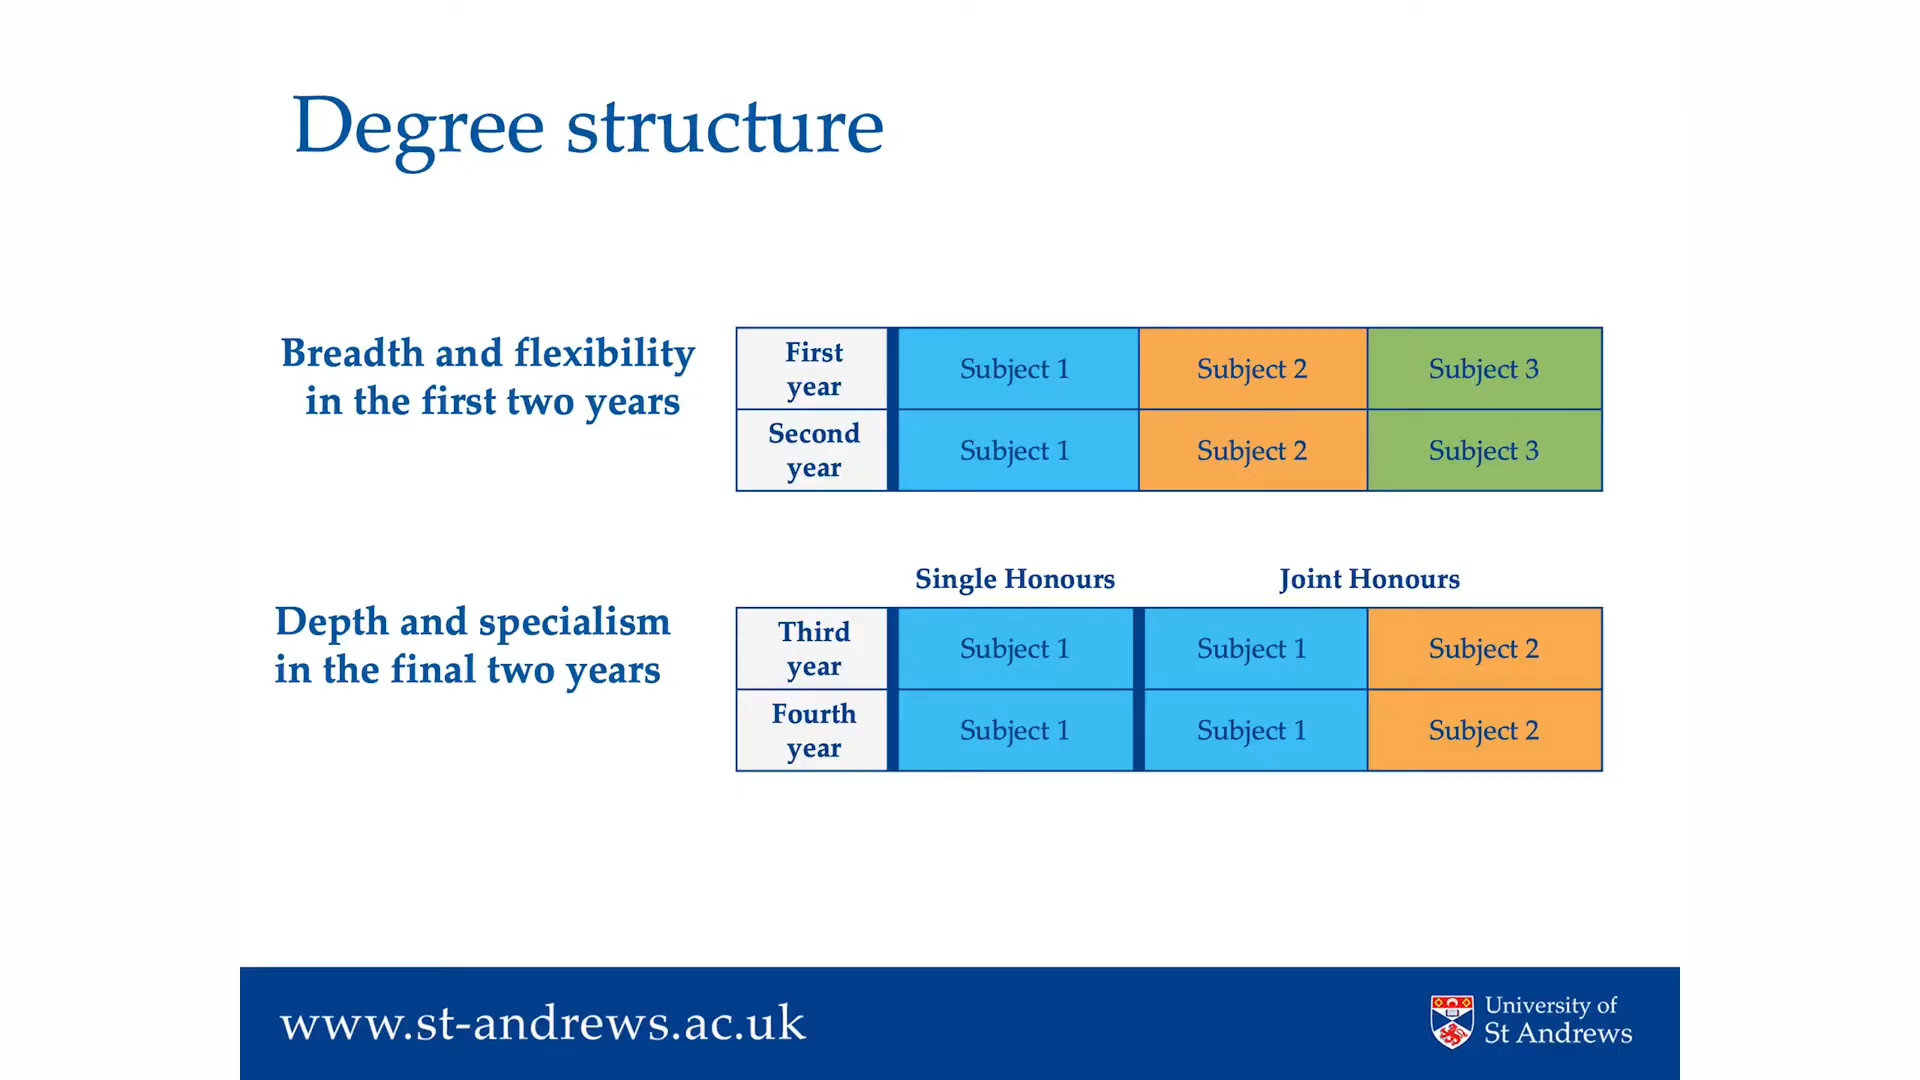 Degree structure
Breadth and flexibility
in the first two years
First
year
Subject 1
Subject 2
Subject 3
Second
year
Subject 1
Subject 2
Subject 3
Single Honours
Joint Honours
Depth and specialism
in the final two years
Third
year
Subject 1
Subject 1
Subject 2
Fourth
year
Subject 1
Subject 1
Subject 2
www.st-andrews.ac.uk
University of
St Andrews